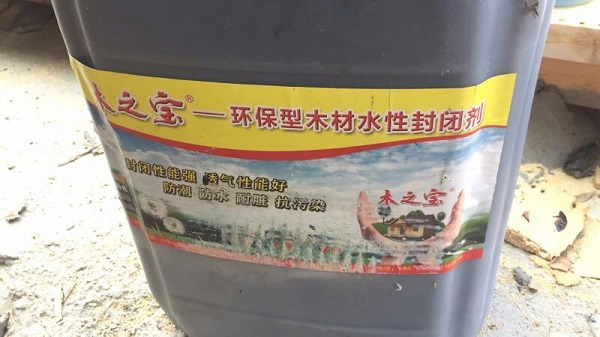 木之宝®—环保型木材水性封闭剂
封闭性能强 透气性能好
防潮 防水 耐脏 抗污染
木之宝®